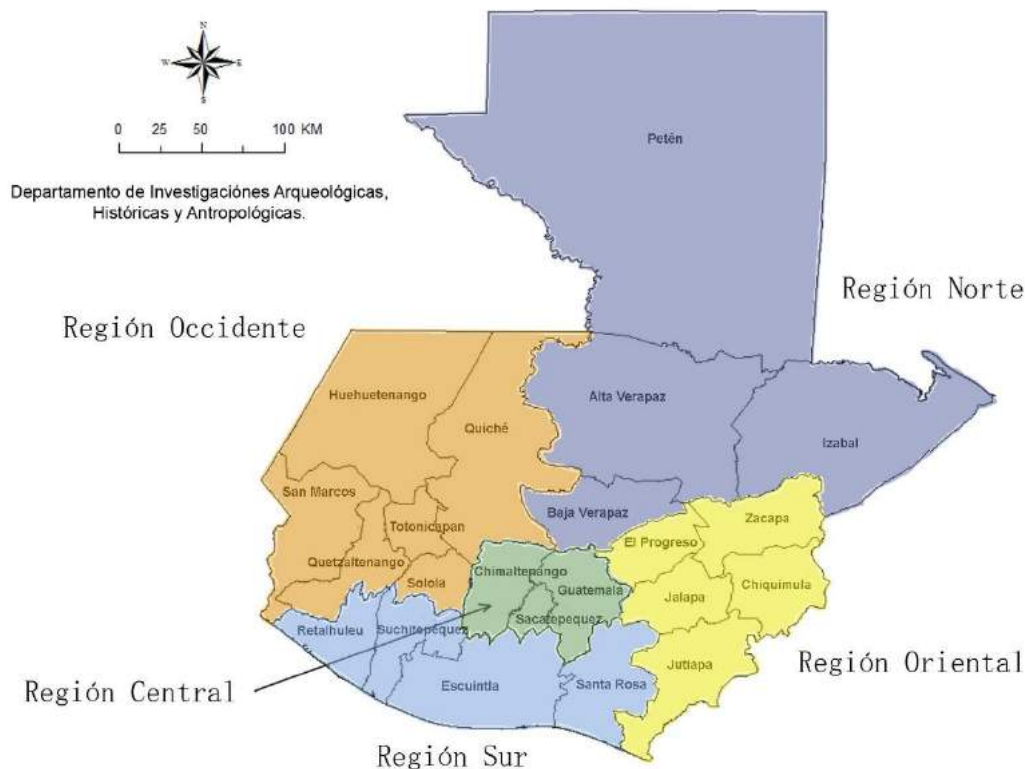 N
W E
S
0 25 50 100 KM
Departamento de Investigaciónes Arqueológicas,
Históricas y Antropológicas.
Petén
Región Norte
Región Occidente
Huehuetenango
Quiché
Alta Verapaz
Izabal
San Marcos
Totonicapan
Baja Verapaz
Zacapa
El Progreso
Quetzaltenango
Solola
Chimaltenango
Guatemala
Jalapa
Chiquimula
Sacatepequez
Retalhuleu
Suchitepequez
Jutiapa
Región Oriental
Región Central
Escuintla
Santa Rosa
Región Sur